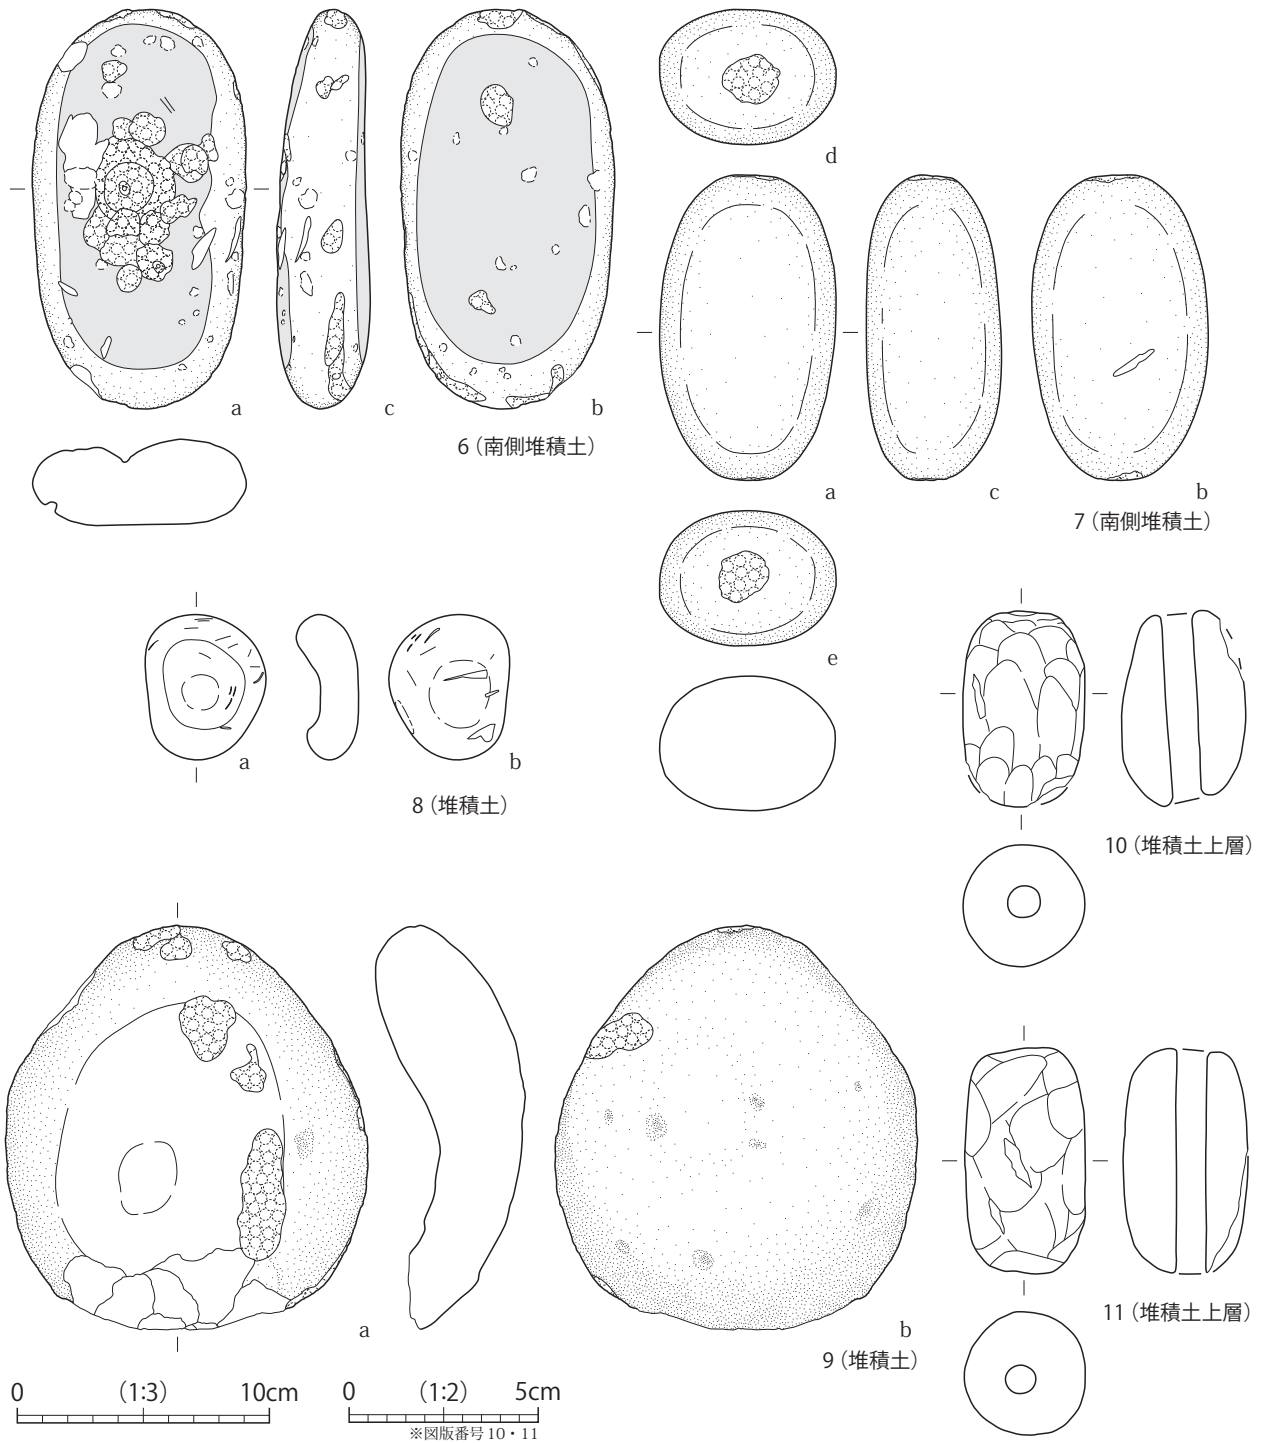 d
a
c
b
6（南側堆積土）
a
c
b
7（南側堆積土）
e
a
b
8（堆積土）
10（堆積土上層）
a
b
9（堆積土）
11（堆積土上層）
0 （1:3） 10cm
0 （1:2） 5cm
※図版番号 10・11